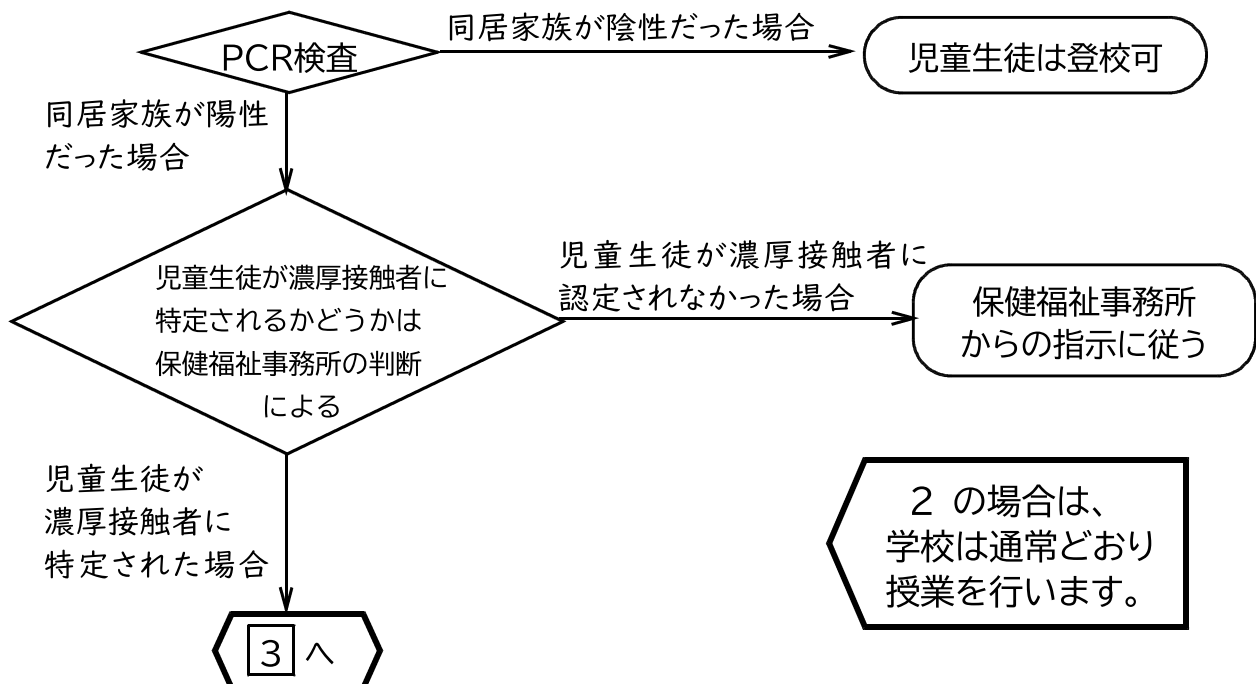 同居家族が陰性だった場合
PCR検査
児童生徒は登校可
同居家族が陽性
だった場合
児童生徒が濃厚接触者に
特定されるかどうかは
保健福祉事務所の判断
による
児童生徒が濃厚接触者に
認定されなかった場合
保健福祉事務所
からの指示に従う
児童生徒が
濃厚接触者に
特定された場合
2 の場合は、
学校は通常どおり
授業を行います。
3 へ